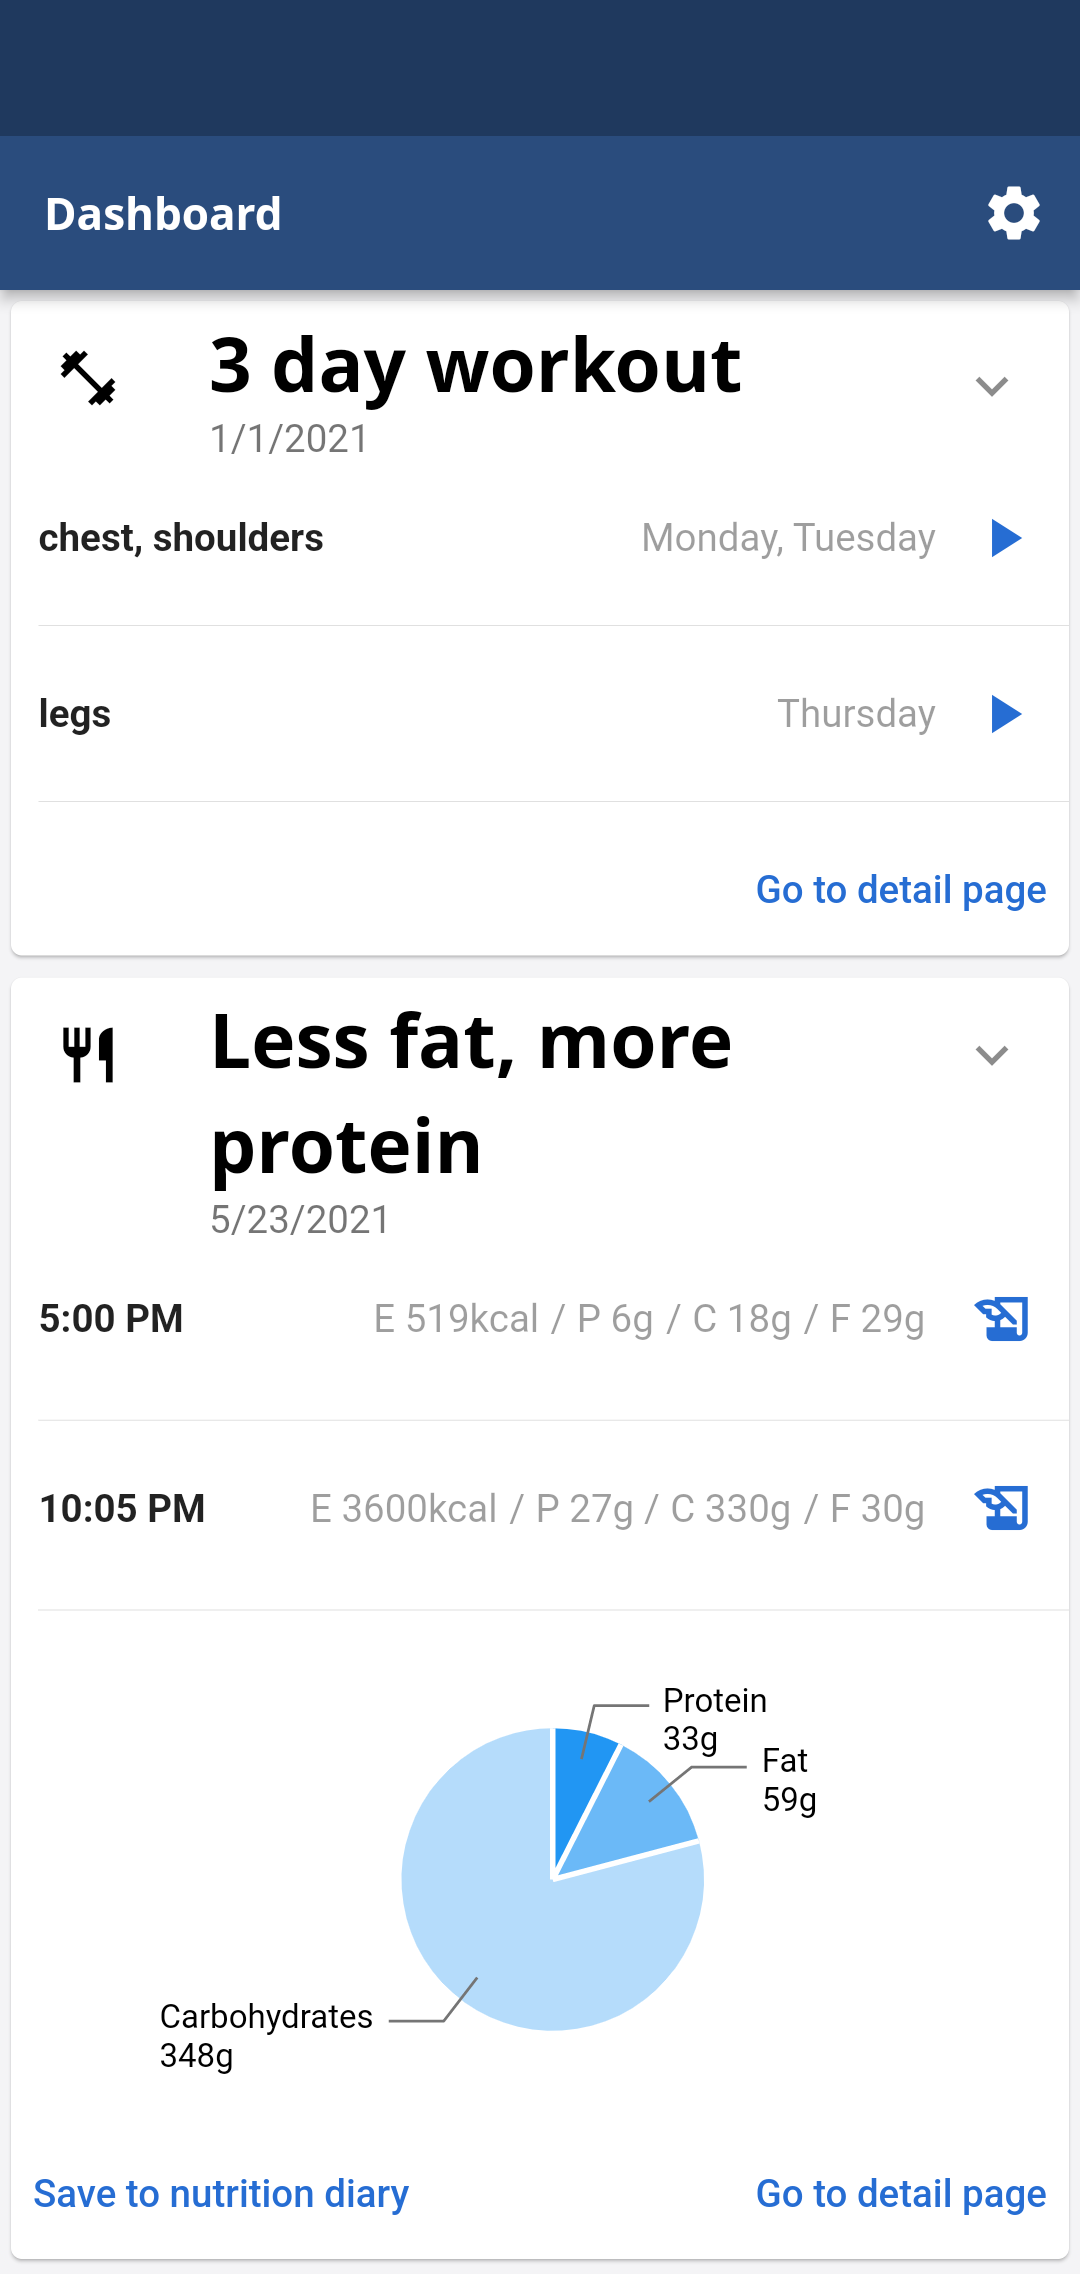 Dashboard
3 day workout
1/1/2021
chest, shoulders Monday, Tuesday
legs Thursday
Go to detail page
Less fat, more
protein
5/23/2021
5:00 PM E 519kcal / P 6g / C 18g / F 29g
10:05 PM E 3600kcal / P 27g / C 330g / F 30g
Protein
33g
Fat
59g
Carbohydrates
348g
Save to nutrition diary Go to detail page